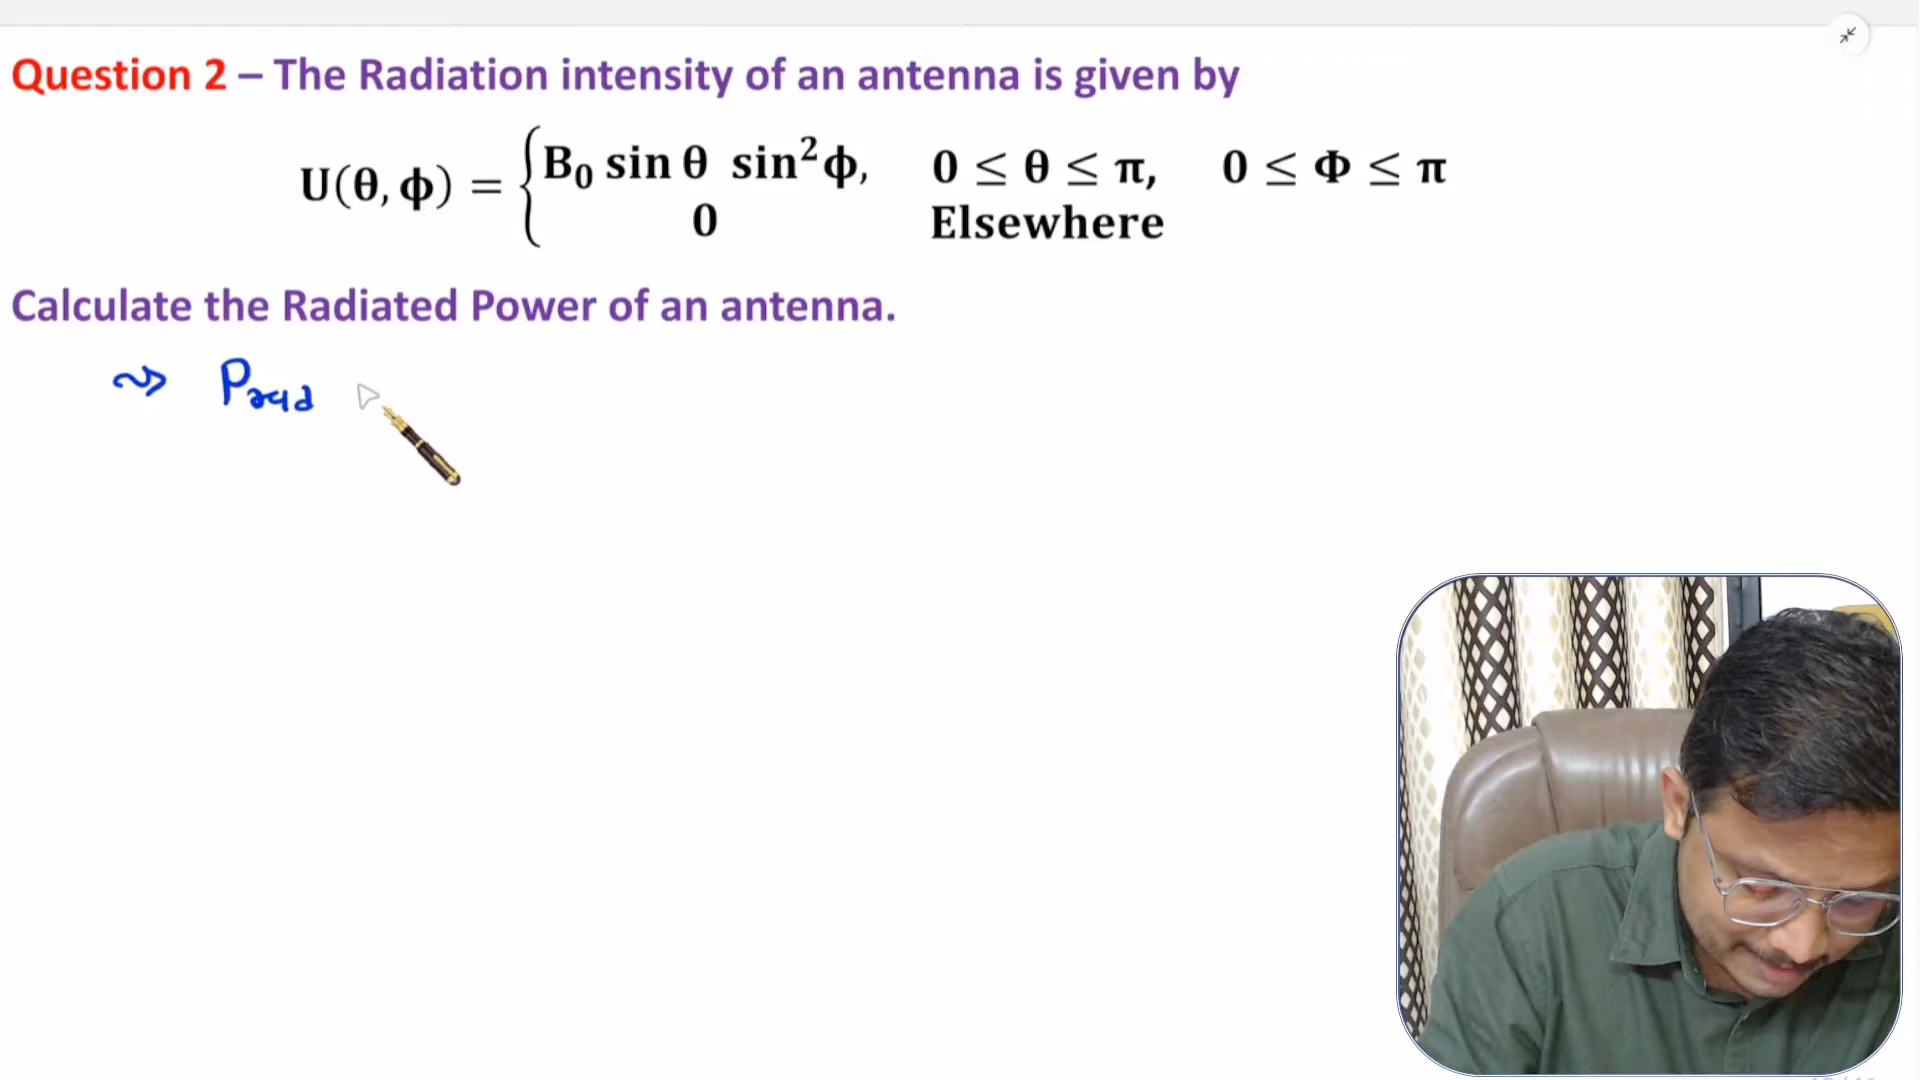 Question 2 – The Radiation intensity of an antenna is given by
U(θ, ϕ) = { B₀ sin θ sin²ϕ, 0 ≤ θ ≤ π, 0 ≤ Φ ≤ π
0 Elsewhere
Calculate the Radiated Power of an antenna.
⇝ Prad